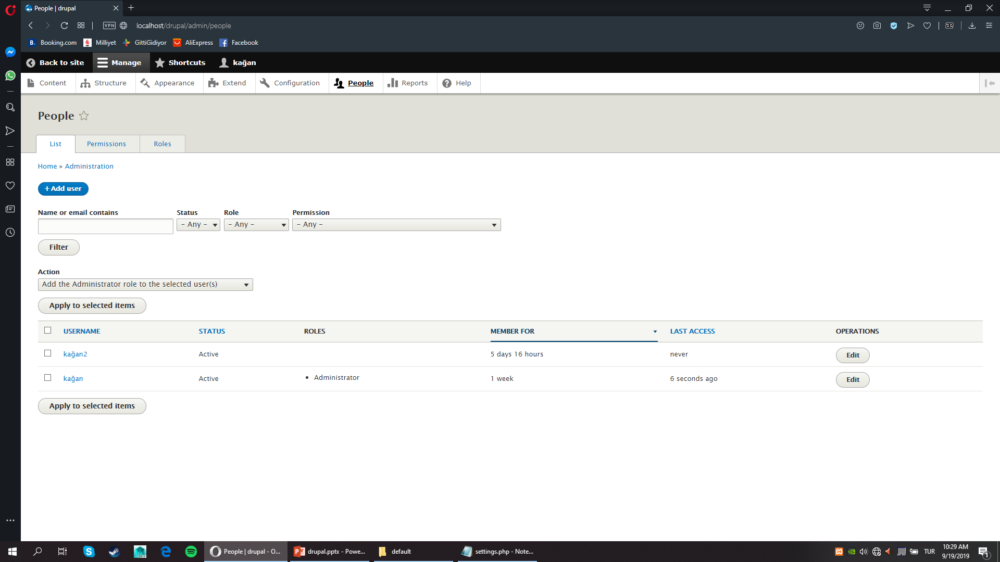 People | drupal
VPN
localhost/drupal/admin/people
B. Booking.com Milliyet GittiGidiyor AliExpress Facebook
Back to site Manage Shortcuts kağan
Content Structure Appearance Extend Configuration People Reports Help
People
List Permissions Roles
Home » Administration
+ Add user
Name or email contains Status Role Permission
- Any - - Any - - Any -
Filter
Action
Add the Administrator role to the selected user(s)
Apply to selected items
USERNAME STATUS ROLES MEMBER FOR LAST ACCESS OPERATIONS
kağan2 Active 5 days 16 hours never Edit
kağan Active • Administrator 1 week 6 seconds ago Edit
Apply to selected items
People | drupal - O... drupal.pptx - Powe... default settings.php - Note... TUR 10:29 AM
9/19/2019 1